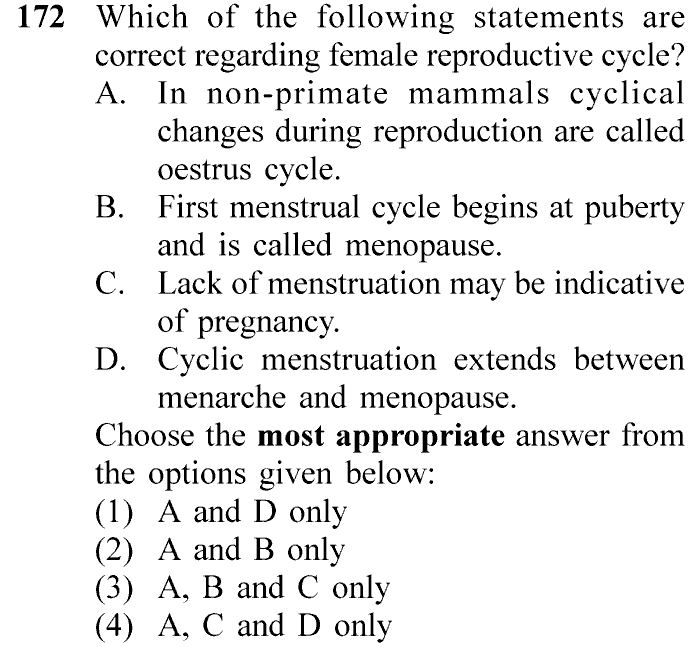 172 Which of the following statements are
correct regarding female reproductive cycle?
A. In non-primate mammals cyclical
changes during reproduction are called
oestrus cycle.
B. First menstrual cycle begins at puberty
and is called menopause.
C. Lack of menstruation may be indicative
of pregnancy.
D. Cyclic menstruation extends between
menarche and menopause.
Choose the most appropriate answer from
the options given below:
(1) A and D only
(2) A and B only
(3) A, B and C only
(4) A, C and D only